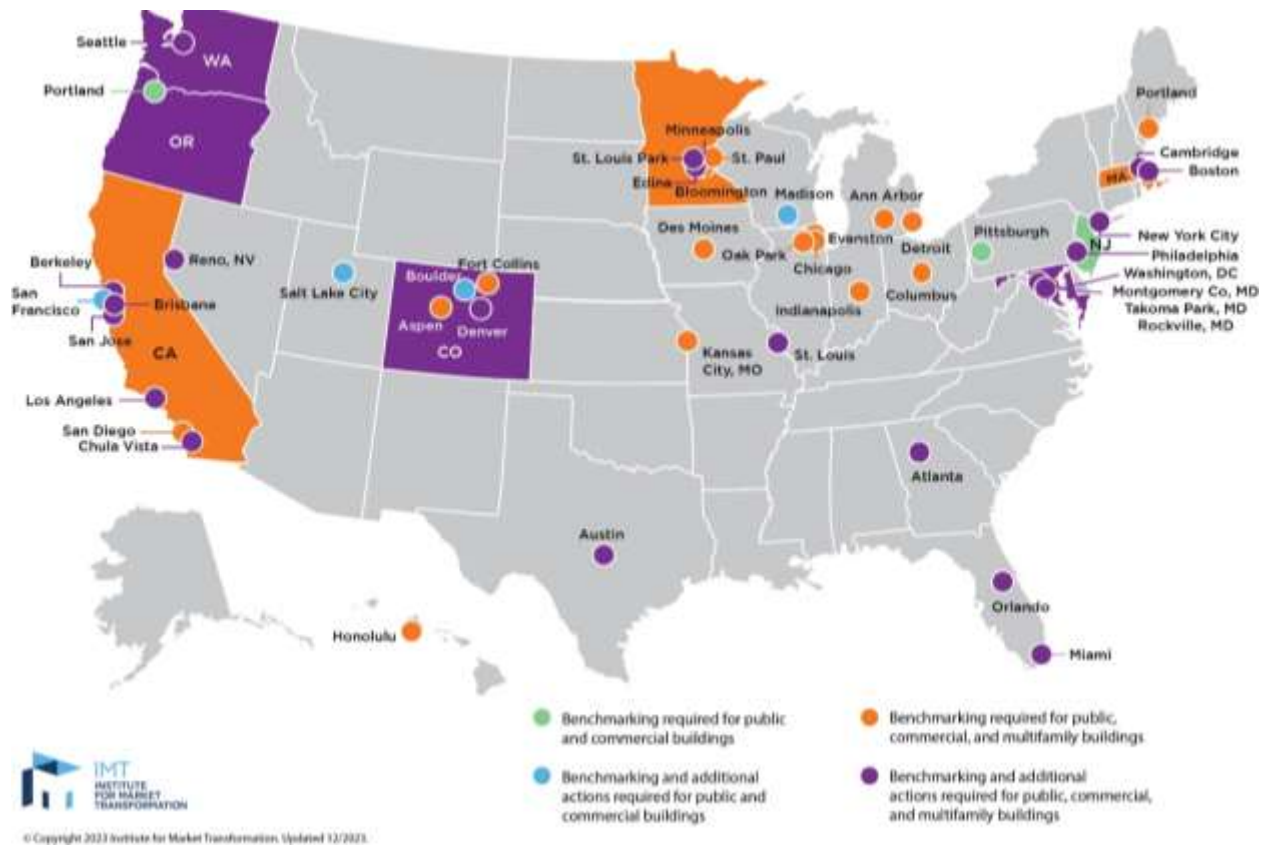 Seattle
WA
Portland
OR
Portland
Minneapolis
St. Louis Park
St. Paul
Edina
Bloomington
Madison
Ann Arbor
Cambridge
MA
Boston
Des Moines
Oak Park
Evanston
Chicago
Detroit
Pittsburgh
NJ
New York City
Philadelphia
Washington, DC
Montgomery Co, MD
Takoma Park, MD
Rockville, MD
Berkeley
Reno, NV
San
Francisco
Brisbane
San Jose
CA
Salt Lake City
Boulder
Fort Collins
Aspen
Denver
CO
Columbus
Indianapolis
Kansas
City, MO
St. Louis
Los Angeles
San Diego
Chula Vista
Atlanta
Austin
Orlando
Honolulu
Miami
Benchmarking required for public
and commercial buildings
Benchmarking required for public,
commercial, and multifamily buildings
Benchmarking and additional
actions required for public and
commercial buildings
Benchmarking and additional
actions required for public, commercial,
and multifamily buildings
IMT
INSTITUTE
FOR MARKET
TRANSFORMATION
© Copyright 2023 Institute for Market Transformation. Updated 12/2023.